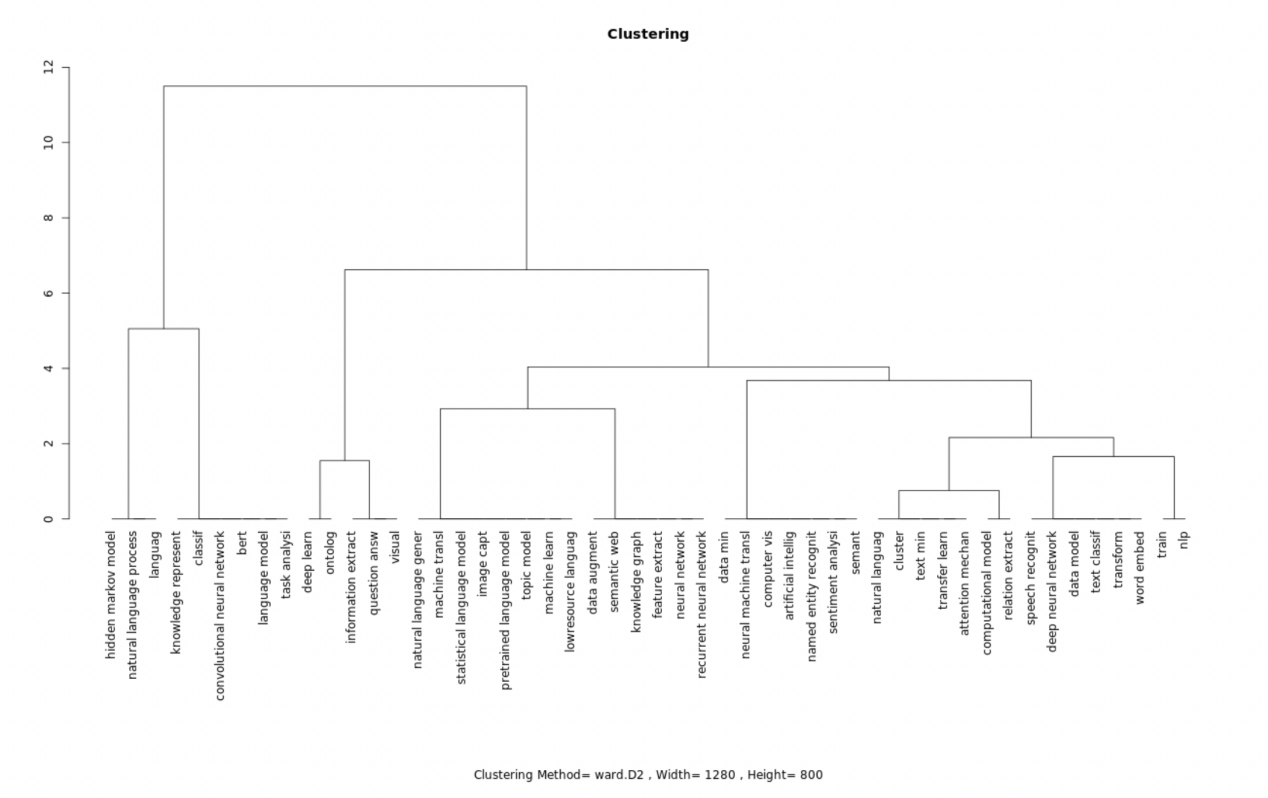 Clustering
12
10
8
6
4
2
0
hidden markov model
natural language process
languag
knowledge represent
classif
convolutional neural network
bert
language model
task analysi
deep learn
ontolog
information extract
question answ
visual
natural language gener
machine transl
statistical language model
image capt
pretrained language model
topic model
machine learn
lowresource languag
data augment
semantic web
knowledge graph
feature extract
neural network
recurrent neural network
data min
neural machine transl
computer vis
artificial intellig
named entity recognit
sentiment analysi
semant
natural languag
cluster
text min
transfer learn
attention mechan
computational model
relation extract
speech recognit
deep neural network
data model
text classif
transform
word embed
train
nlp
Clustering Method= ward.D2 , Width= 1280 , Height= 800